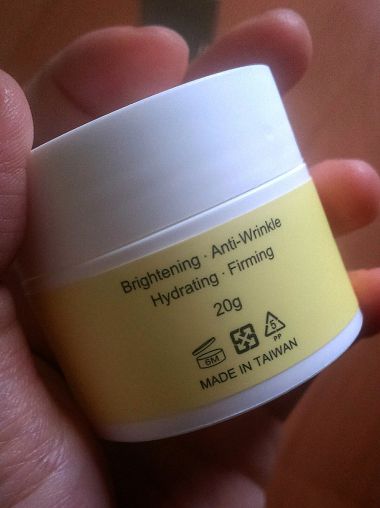 Brightening · Anti-Wrinkle
Hydrating · Firming
20g
6M 5
PP
MADE IN TAIWAN